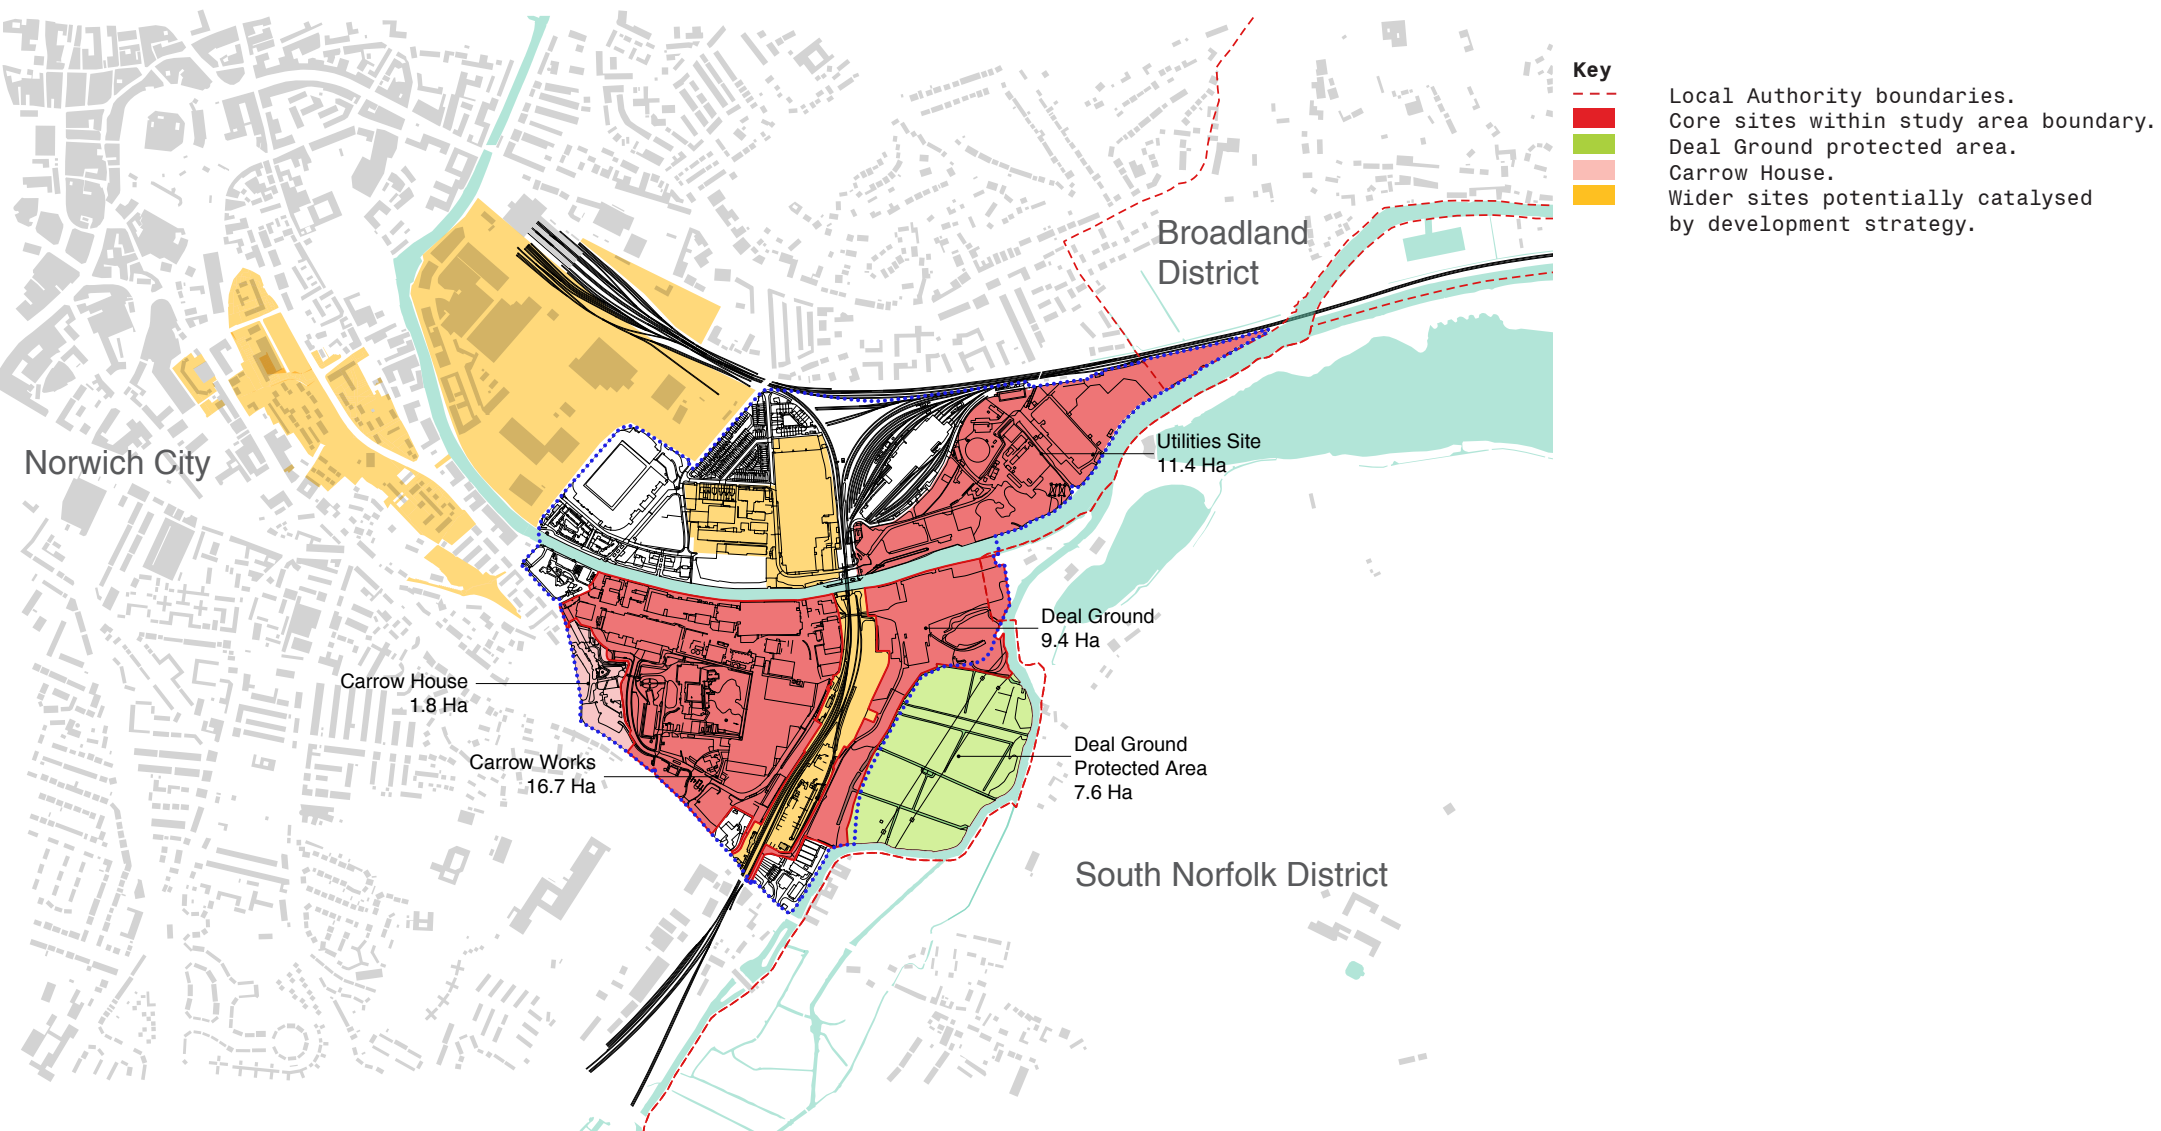 Key
Local Authority boundaries.
Core sites within study area boundary.
Deal Ground protected area.
Carrow House.
Wider sites potentially catalysed
by development strategy.
Broadland
District
Norwich City
Utilities Site
11.4 Ha
Deal Ground
9.4 Ha
Carrow House
1.8 Ha
Deal Ground
Protected Area
7.6 Ha
Carrow Works
16.7 Ha
South Norfolk District